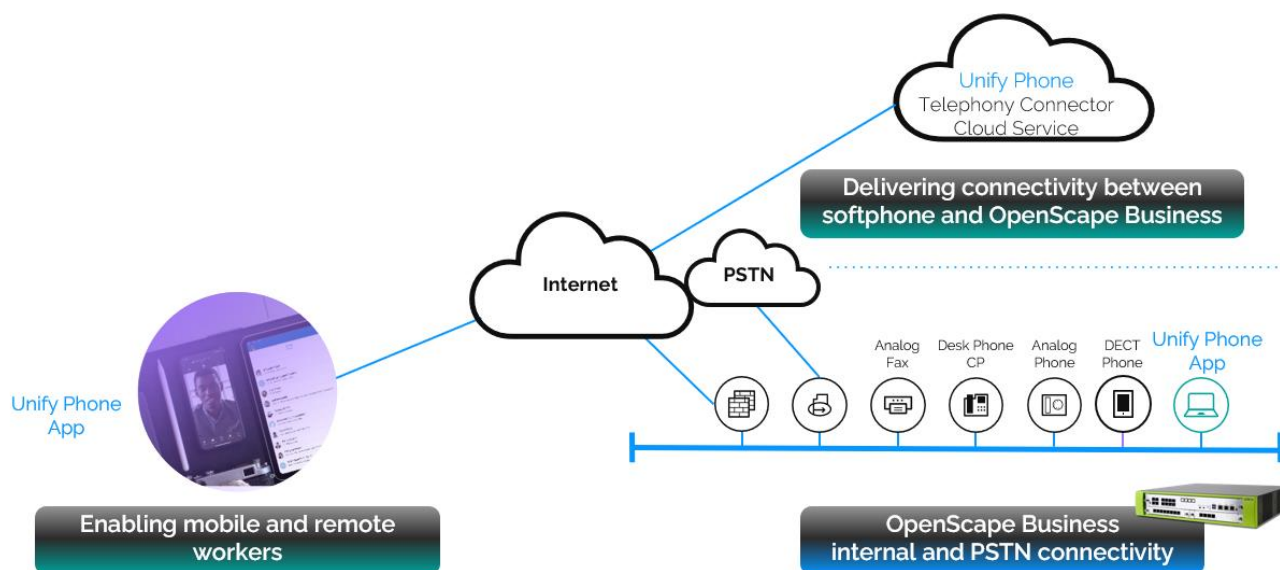 Unify Phone
Telephony Connector
Cloud Service
Delivering connectivity between
softphone and OpenScape Business
Internet
PSTN
Analog
Fax
Desk Phone
CP
Analog
Phone
DECT
Phone
Unify Phone
App
Unify Phone
App
Enabling mobile and remote
workers
OpenScape Business
internal and PSTN connectivity